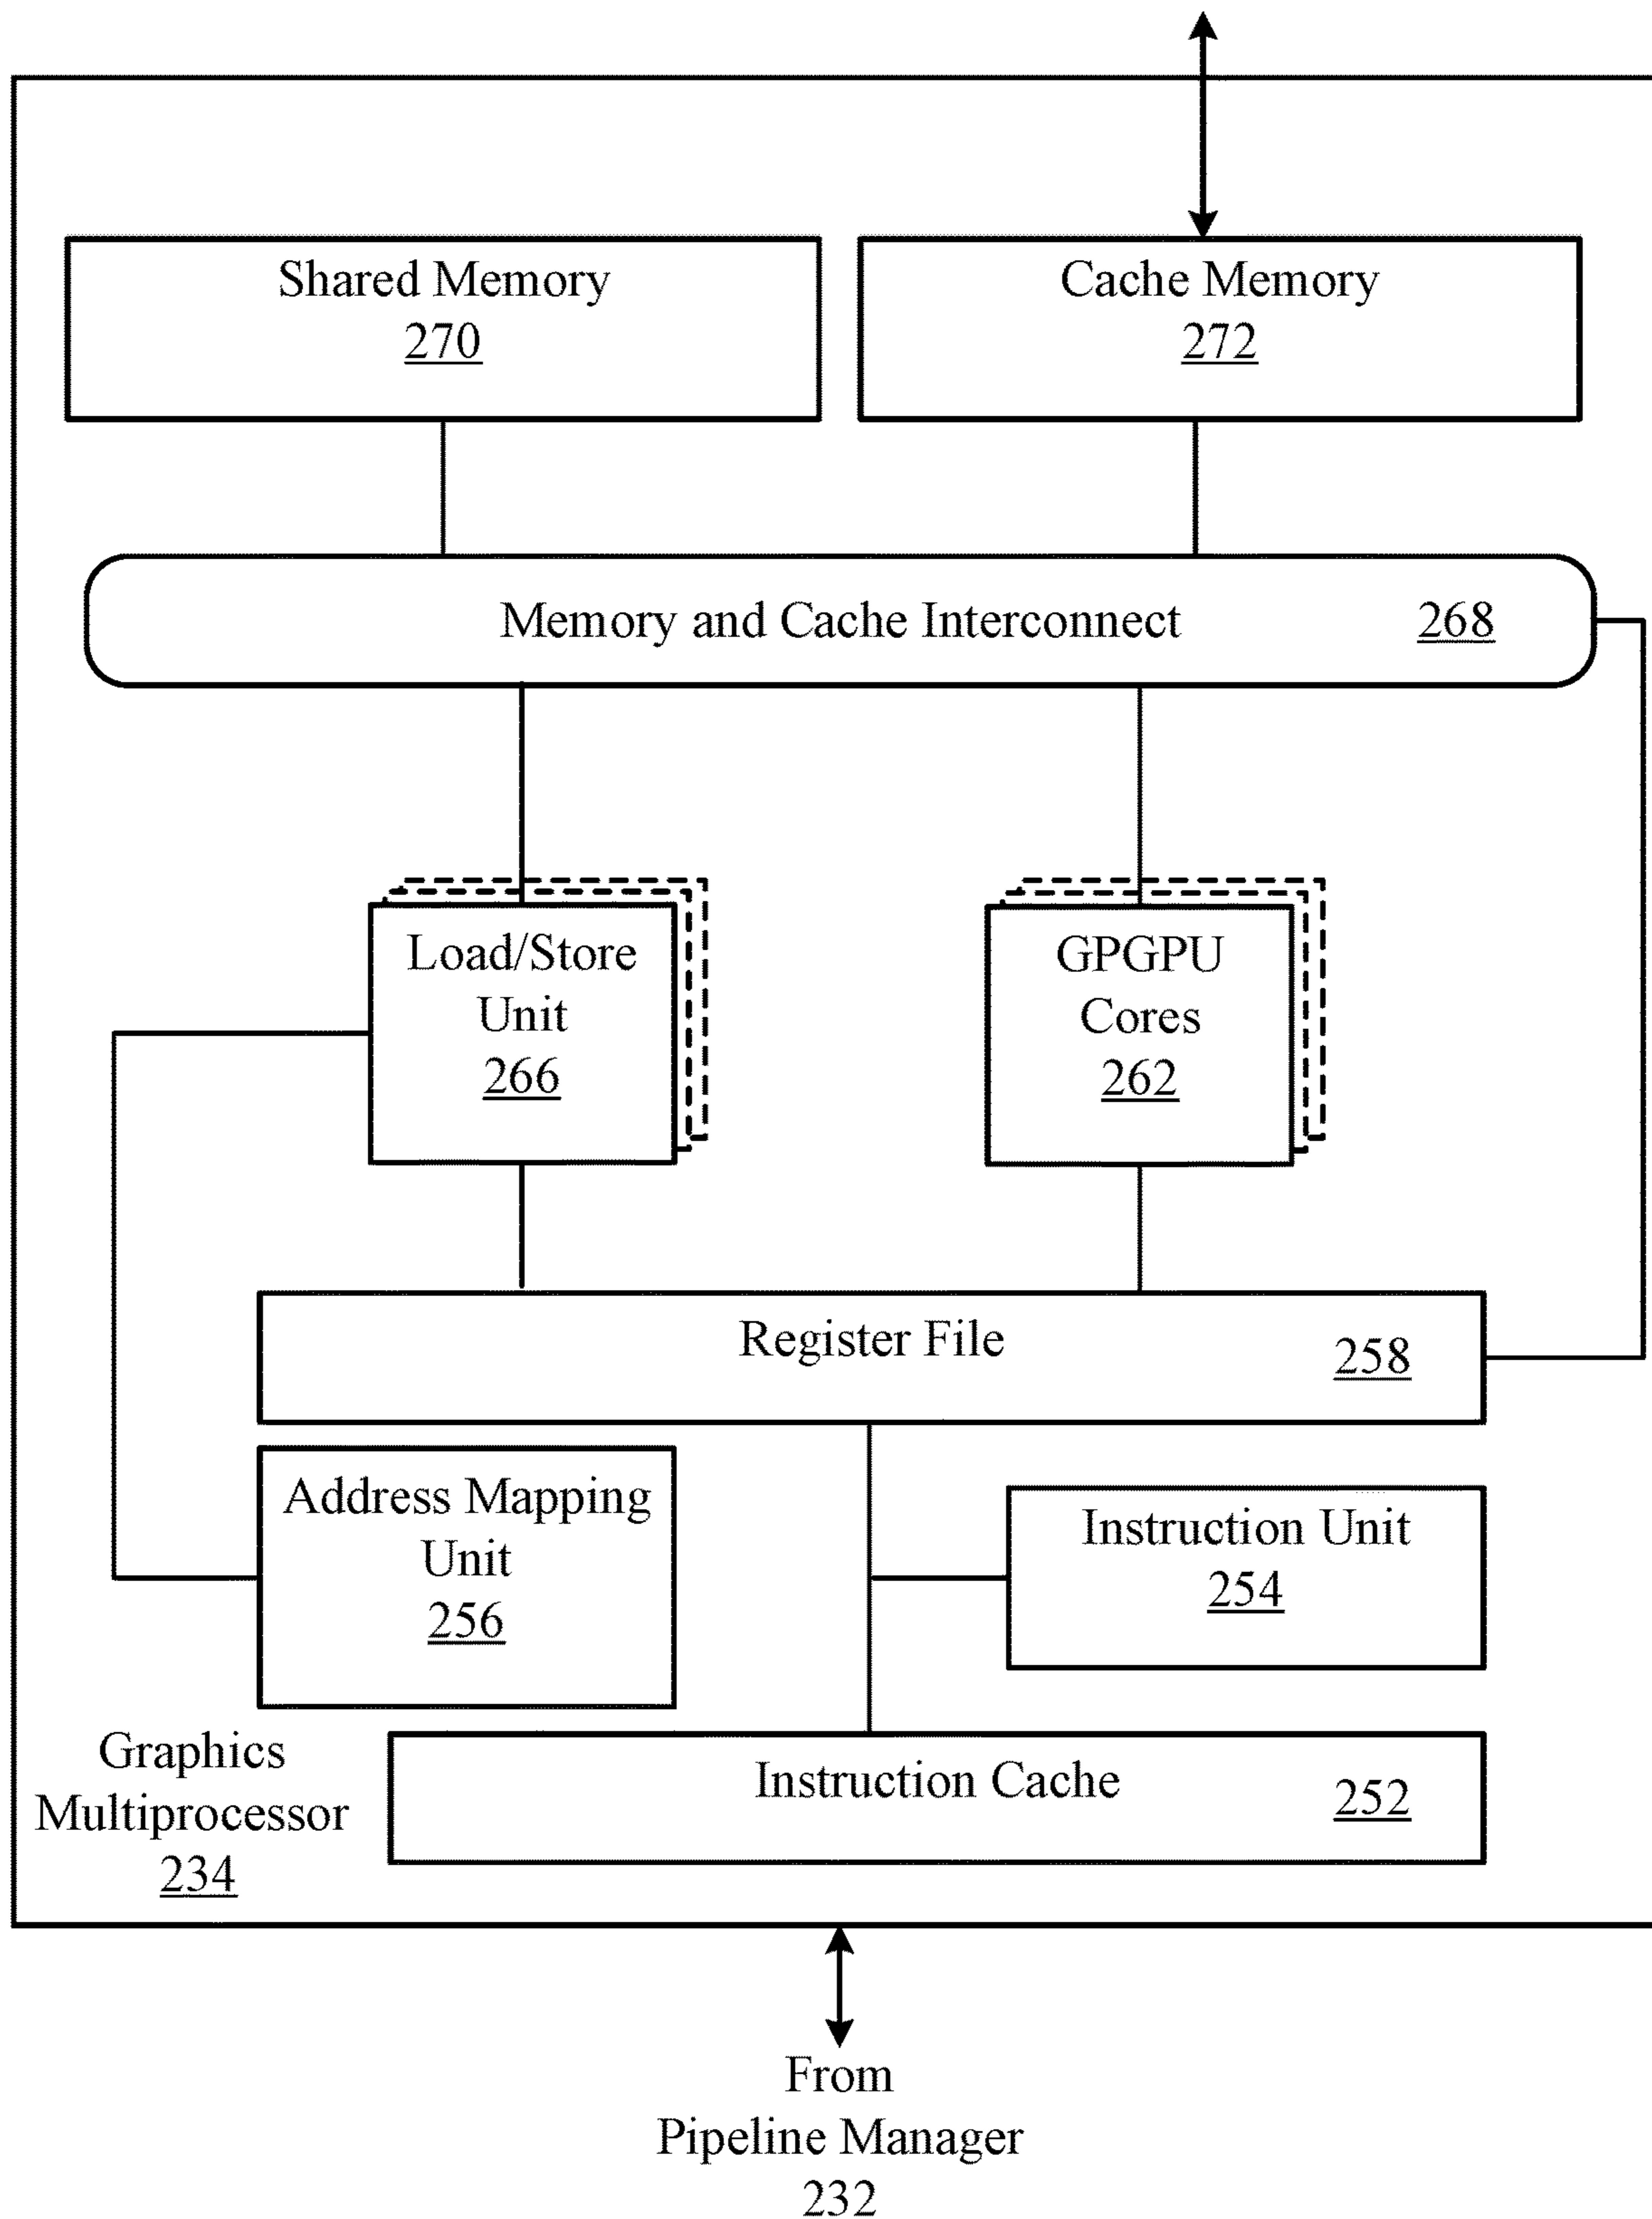 Shared Memory
270
Cache Memory
272
Memory and Cache Interconnect 268
Load/Store
Unit
266
GPGPU
Cores
262
Register File 258
Address Mapping
Unit
256
Instruction Unit
254
Graphics
Multiprocessor
234
Instruction Cache 252
From
Pipeline Manager
232